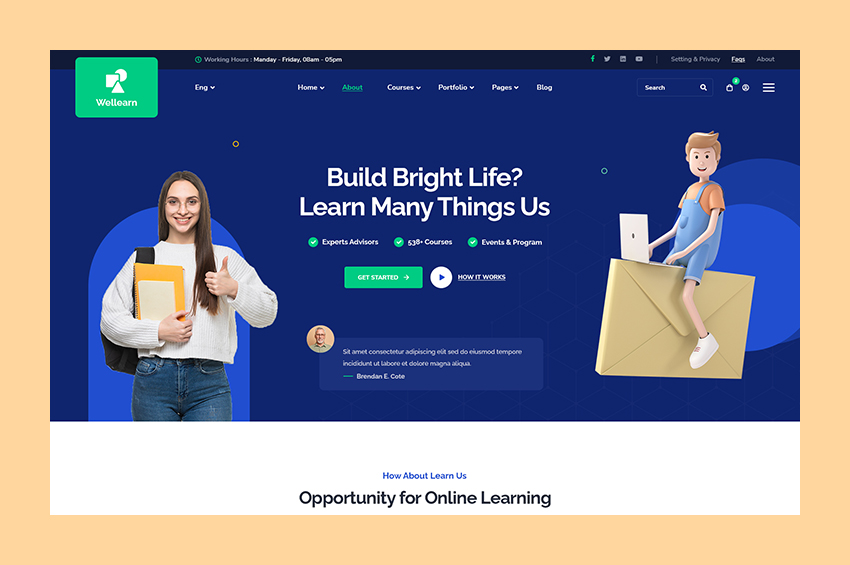 Working Hours : Manday - Friday, 08am - 05pm
Setting & Privacy
Faqs
About
Wellearn
Eng
Home
About
Courses
Portfolio
Pages
Blog
Search
2
Build Bright Life?
Learn Many Things Us
Experts Advisors
538+ Courses
Events & Program
GET STARTED
HOW IT WORKS
Sit amet consectetur adipiscing elit sed do eiusmod tempore
incididunt ut labore et dolore magna aliqua.
Brendan E. Cote
How About Learn Us
Opportunity for Online Learning